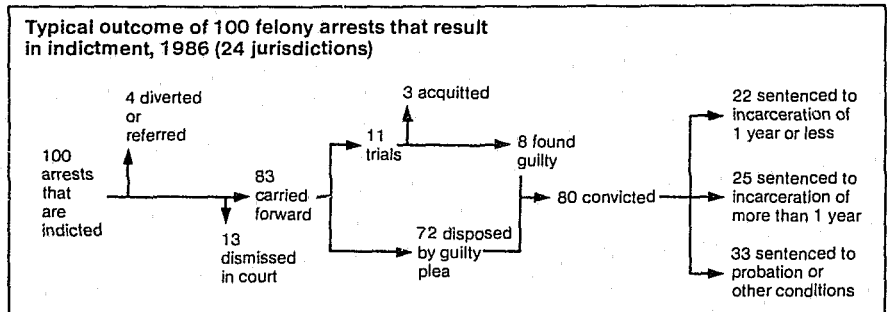 Typical outcome of 100 felony arrests that result
in indictment, 1986 (24 jurisdictions)
4 diverted
or
referred
100
arrests
that
are
indicted
13
dismissed
in court
83
carried
forward
11
trials
3 acquitted
8 found
guilty
72 disposed
by guilty
plea
80 convicted
22 sentenced to
incarceration of
1 year or less
25 sentenced to
incarceration of
more than 1 year
33 sentenced to
probation or
other conditions